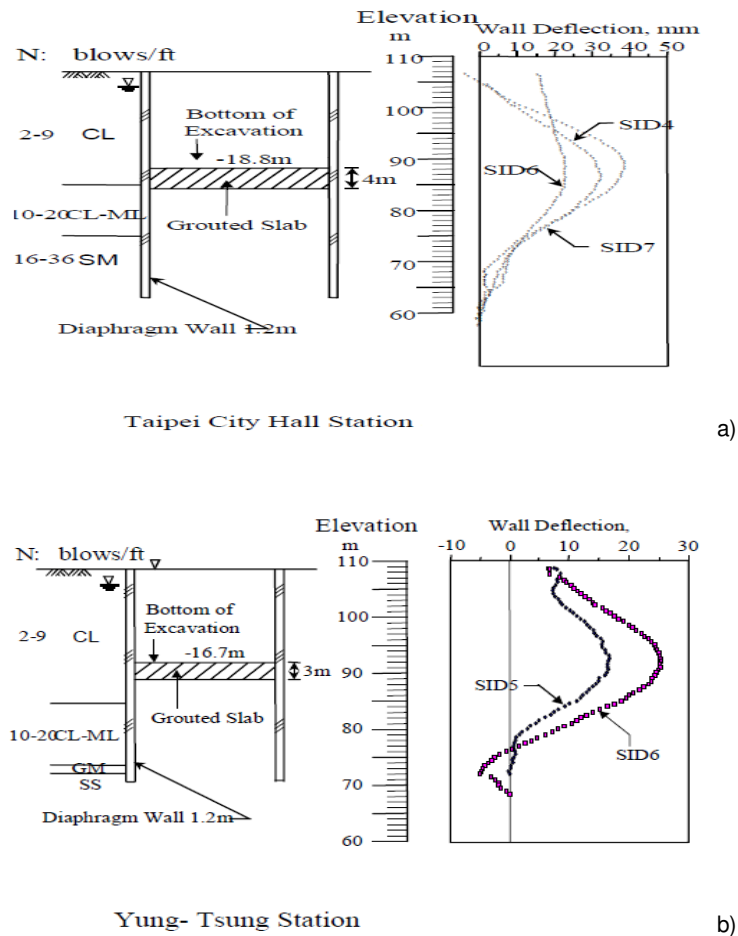 Elevation
Wall Deflection, mm
N: blows/ft
m
0 10 20 30 40 50
110
100
90
80
70
60
Bottom of
Excavation
-18.8m
2-9 CL
4m
10-20CL-ML
Grouted Slab
16-36 SM
Diaphragm Wall 1.2m
SID4
SID6
SID7
Taipei City Hall Station
a)
Elevation
Wall Deflection,
N: blows/ft
m
-10 0 10 20 30
110
100
90
80
70
60
Bottom of
Excavation
-16.7m
2-9 CL
3m
Grouted Slab
10-20CL-ML
GM
SS
Diaphragm Wall 1.2m
SID5
SID6
Yung- Tsung Station
b)